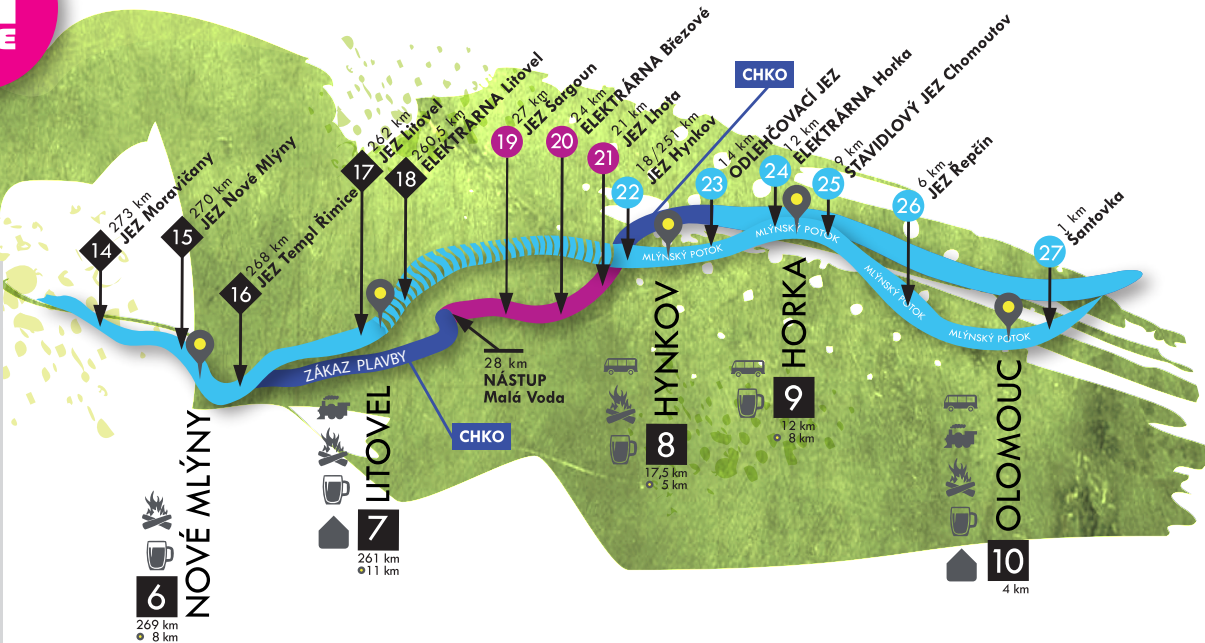 E
14
273 km
JEZ Moravičany
15
270 km
JEZ Nové Mlýny
16
268 km
JEZ Templ Řimice
17
262 km
JEZ Litovel
18
260,5 km
ELEKTRÁRNA Litovel
19
27 km
JEZ Šargoun
20
24 km
ELEKTRÁRNA Březové
21
21 km
JEZ Lhota
22
18/251 km
JEZ Hynkov
CHKO
23
14 km
ODLEHČOVACÍ JEZ
24
12 km
ELEKTRÁRNA Horka
25
9 km
STAVIDLOVÝ JEZ Chomoutov
26
6 km
JEZ Řepčín
27
1 km
Šantovka
MLÝNSKÝ POTOK
MLÝNSKÝ POTOK
MLÝNSKÝ POTOK
MLÝNSKÝ POTOK
ZÁKAZ PLAVBY
28 km
NÁSTUP
Malá Voda
CHKO
NOVÉ MLÝNY
6
269 km
8 km
LITOVEL
7
261 km
11 km
HYNKOV
8
17,5 km
5 km
HORKA
9
12 km
8 km
OLOMOUC
10
4 km